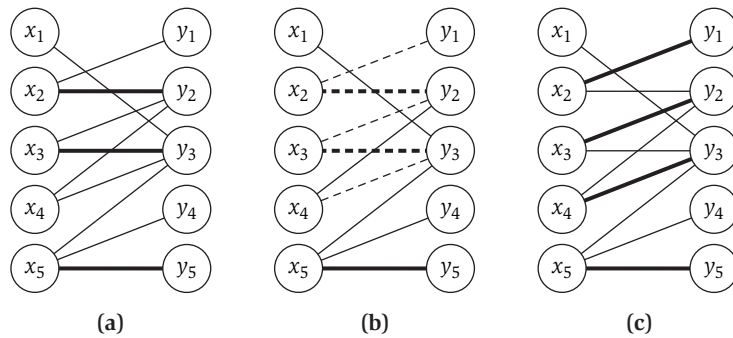 x1 y1 x1 y1 x1 y1
x2 y2 x2 y2 x2 y2
x3 y3 x3 y3 x3 y3
x4 y4 x4 y4 x4 y4
x5 y5 x5 y5 x5 y5
(a) (b) (c)